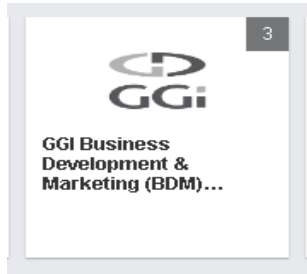 3
GGi
GGI Business
Development &
Marketing (BDM)...